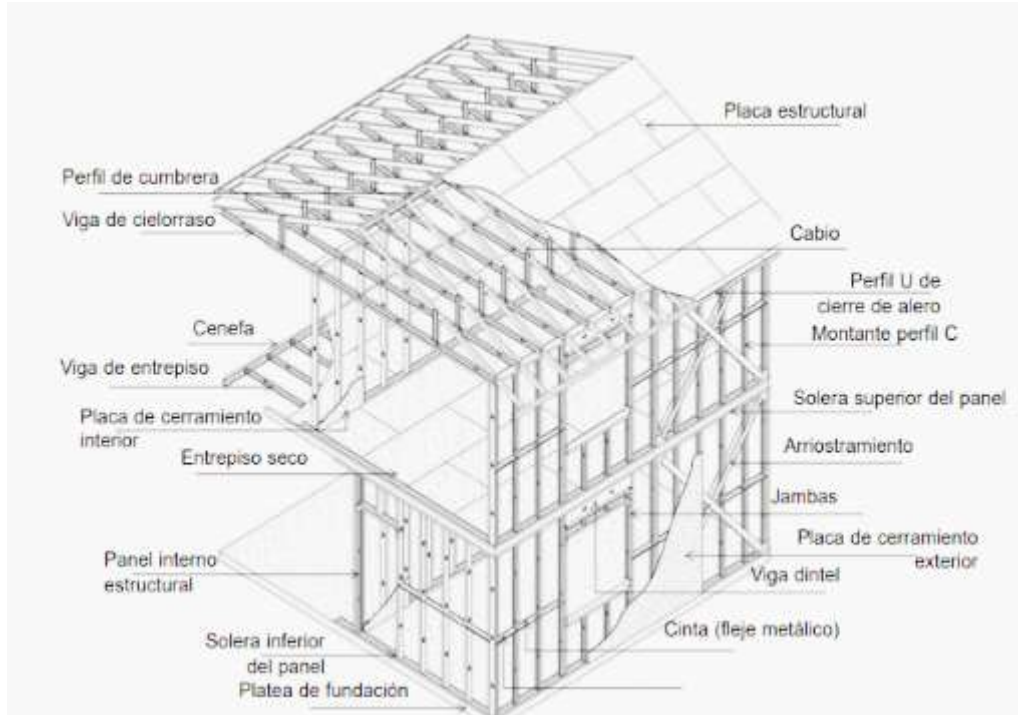 Placa estructural
Perfil de cumbrera
Viga de cielorraso
Cabio
Perfil U de
cierre de alero
Cenefa
Montante perfil C
Viga de entrepiso
Placa de cerramiento
interior
Solera superior del panel
Entrepiso seco
Arriostramiento
Jambas
Placa de cerramiento
exterior
Panel interno
estructural
Viga dintel
Cinta (fleje metálico)
Solera inferior
del panel
Platea de fundación